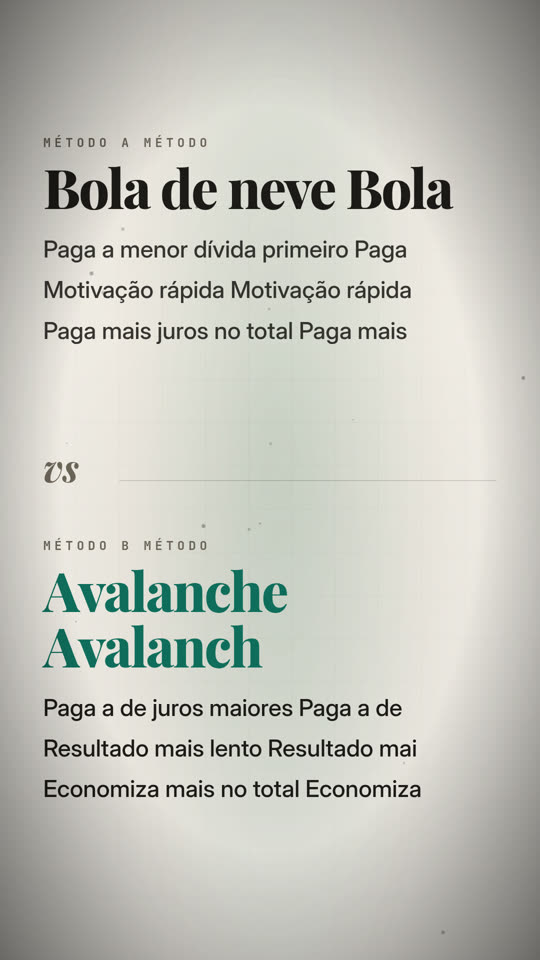 MÉTODO A MÉTODO
Bola de neve Bola
Paga a menor dívida primeiro Paga
Motivação rápida Motivação rápida
Paga mais juros no total Paga mais
vs
MÉTODO B MÉTODO
Avalanche
Avalanch
Paga a de juros maiores Paga a de
Resultado mais lento Resultado mai
Economiza mais no total Economiza